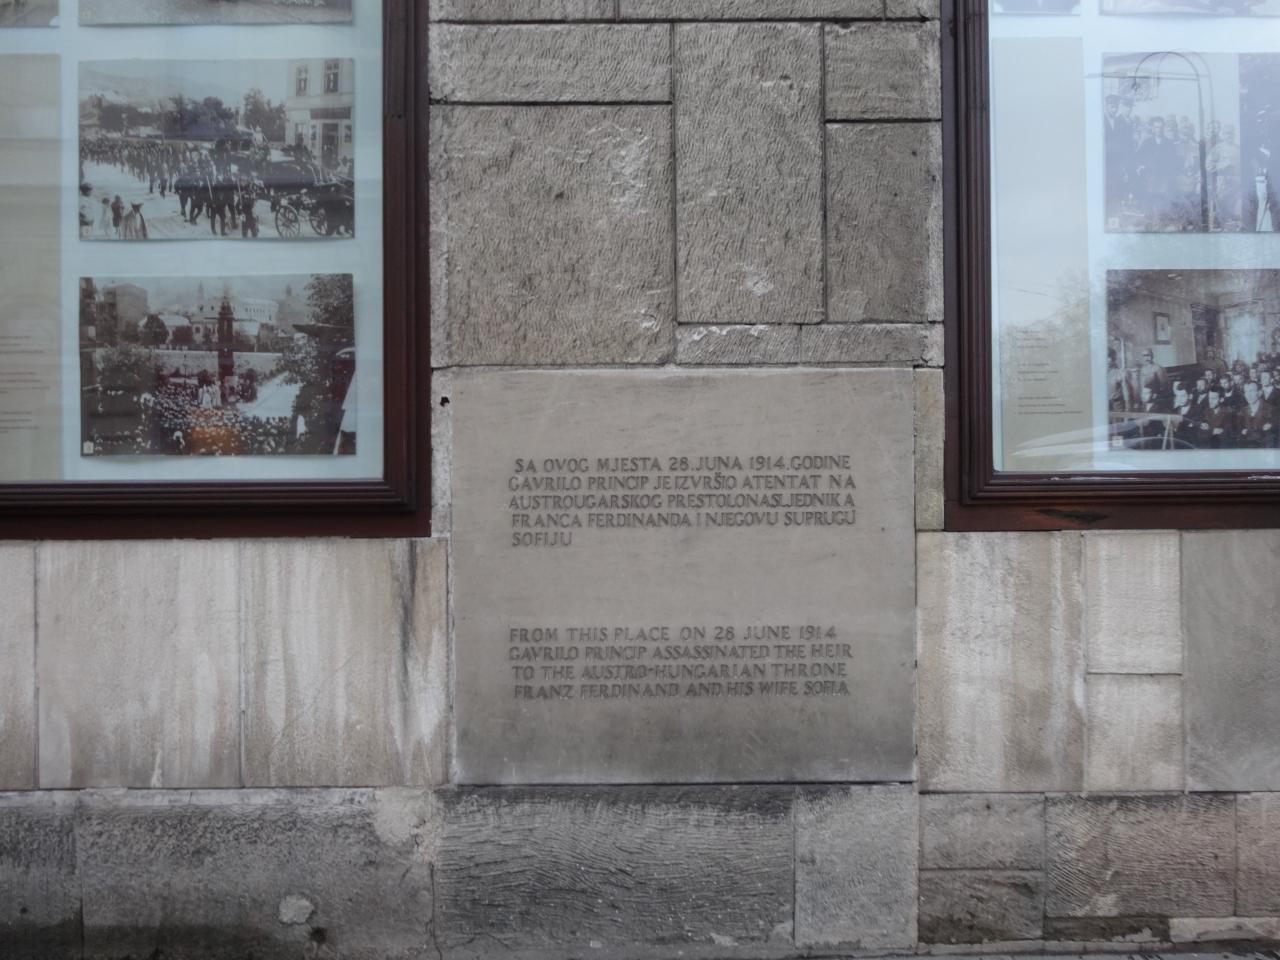 SA OVOG MJESTA 28.JUNA 1914.GODINE
GAVRILO PRINCIP JE IZVRŠIO ATENTAT NA
AUSTROUGARSKOG PRESTOLONASLJEDNIKA
FRANCA FERDINANDA I NJEGOVU SUPRUGU
SOFIJU
FROM THIS PLACE ON 28 JUNE 1914
GAVRILO PRINCIP ASSASSINATED THE HEIR
TO THE AUSTRO-HUNGARIAN THRONE
FRANZ FERDINAND AND HIS WIFE SOFIA